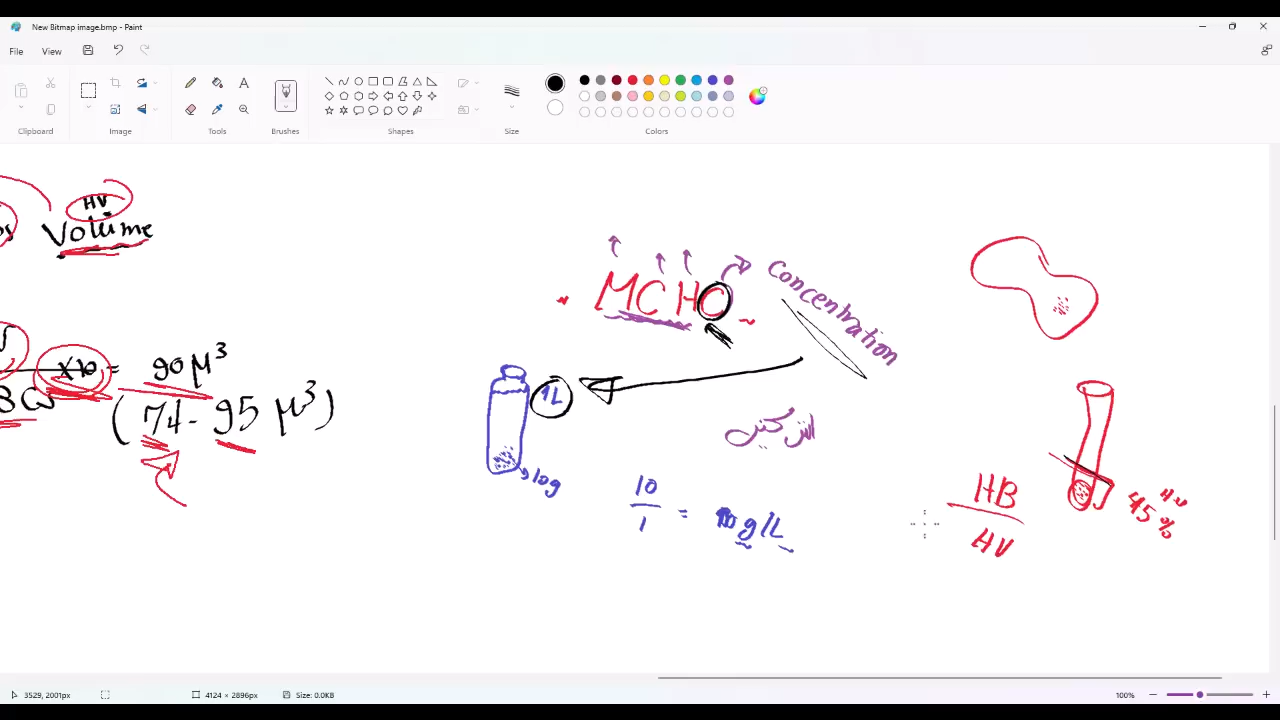 New Bitmap image.bmp - Paint
File
View
Clipboard
Image
Tools
Brushes
Shapes
Size
Colors
HV
Volume
x10 = 90 μ³
(74 - 95 μ³)
MCHC
Concentration
التركيز
1L
10g
10
1
= 10 g/L
HB
HV
HV
45%
3529, 2001px
4124 × 2896px
Size: 0.0KB
100%